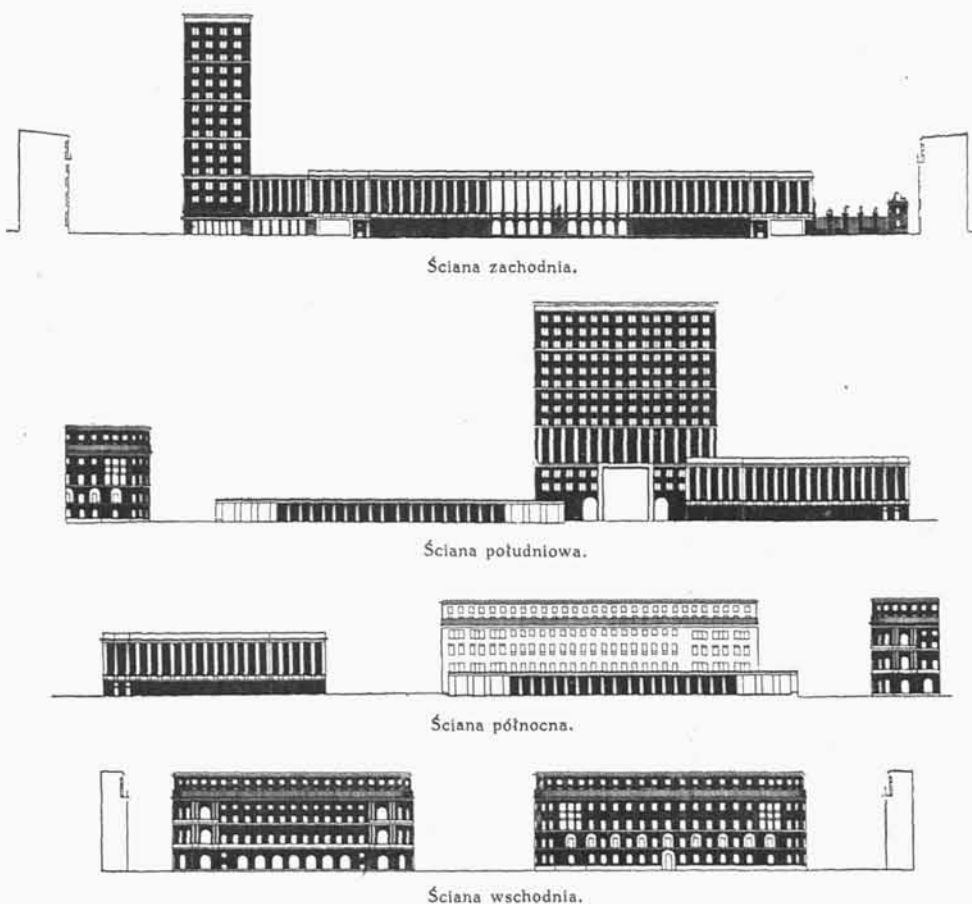 Ściana zachodnia.
Ściana południowa.
Ściana północna.
Ściana wschodnia.